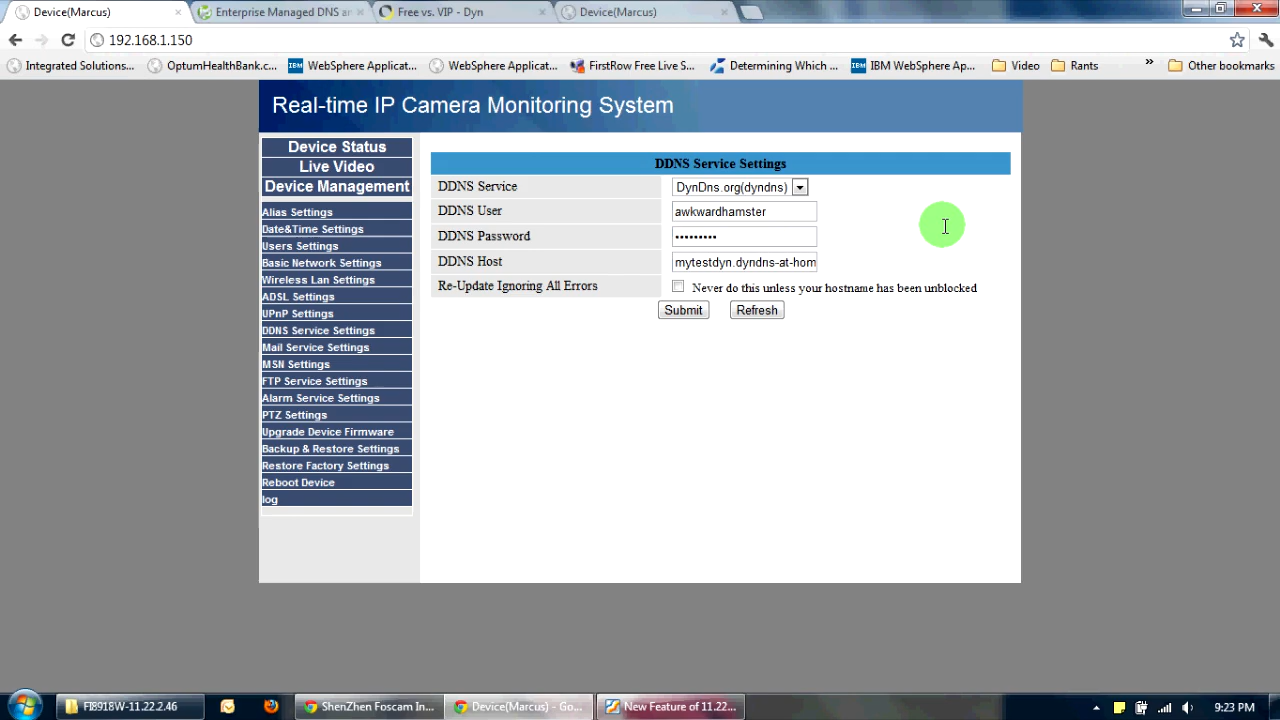 Device(Marcus)
Enterprise Managed DNS a
Free vs. VIP - Dyn
Device(Marcus)
192.168.1.150
Integrated Solutions...
OptumHealthBank.c...
WebSphere Applicat...
WebSphere Applicat...
FirstRow Free Live S...
Determining Which ...
IBM WebSphere Ap...
Video
Rants
»
Other bookmarks
Real-time IP Camera Monitoring System
Device Status
Live Video
Device Management
Alias Settings
Date&Time Settings
Users Settings
Basic Network Settings
Wireless Lan Settings
ADSL Settings
UPnP Settings
DDNS Service Settings
Mail Service Settings
MSN Settings
FTP Service Settings
Alarm Service Settings
PTZ Settings
Upgrade Device Firmware
Backup & Restore Settings
Restore Factory Settings
Reboot Device
log
DDNS Service Settings
DDNS Service DynDns.org(dyndns)
DDNS User awkwardhamster
DDNS Password •••••••••
DDNS Host mytestdyn.dyndns-at-hom
Re-Update Ignoring All Errors Never do this unless your hostname has been unblocked
Submit Refresh
FI8918W-11.22.2.46
ShenZhen Foscam In...
Device(Marcus) - Go...
New Feature of 11.22...
9:23 PM